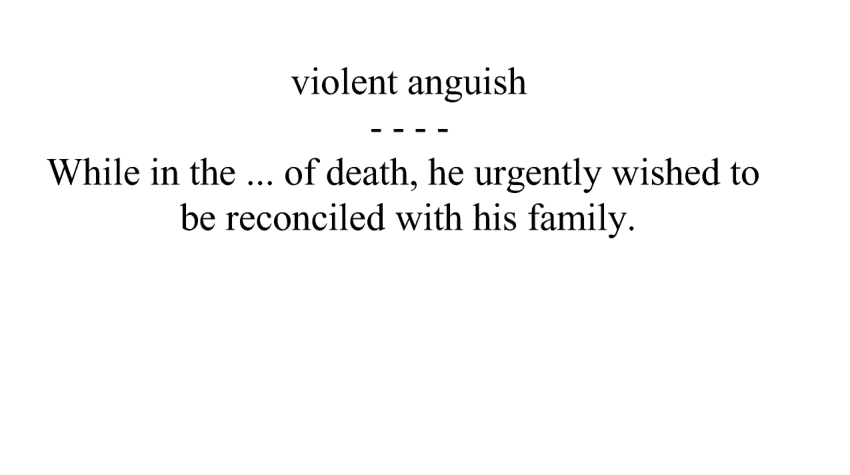 violent anguish
- - - -
While in the ... of death, he urgently wished to
be reconciled with his family.